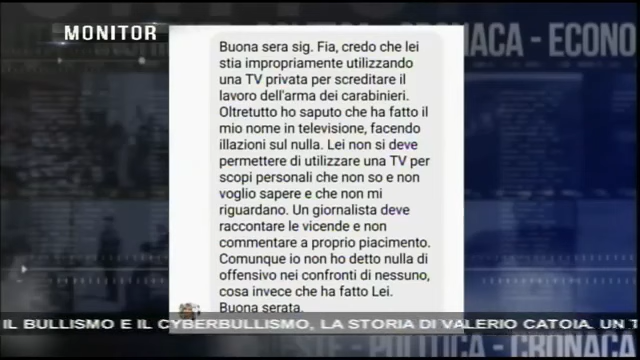 MONITOR
CRONACA - ECONO
Buona sera sig. Fia, credo che lei
stia impropriamente utilizzando
una TV privata per screditare il
lavoro dell'arma dei carabinieri.
Oltretutto ho saputo che ha fatto il
mio nome in televisione, facendo
illazioni sul nulla. Lei non si deve
permettere di utilizzare una TV per
scopi personali che non so e non
voglio sapere e che non mi
riguardano. Un giornalista deve
raccontare le vicende e non
commentare a proprio piacimento.
Comunque io non ho detto nulla di
offensivo nei confronti di nessuno,
cosa invece che ha fatto Lei.
Buona serata.
IL BULLISMO E IL CYBERBULLISMO, LA STORIA DI VALERIO CATOIA. UN T
- POLITICA - CRONACA